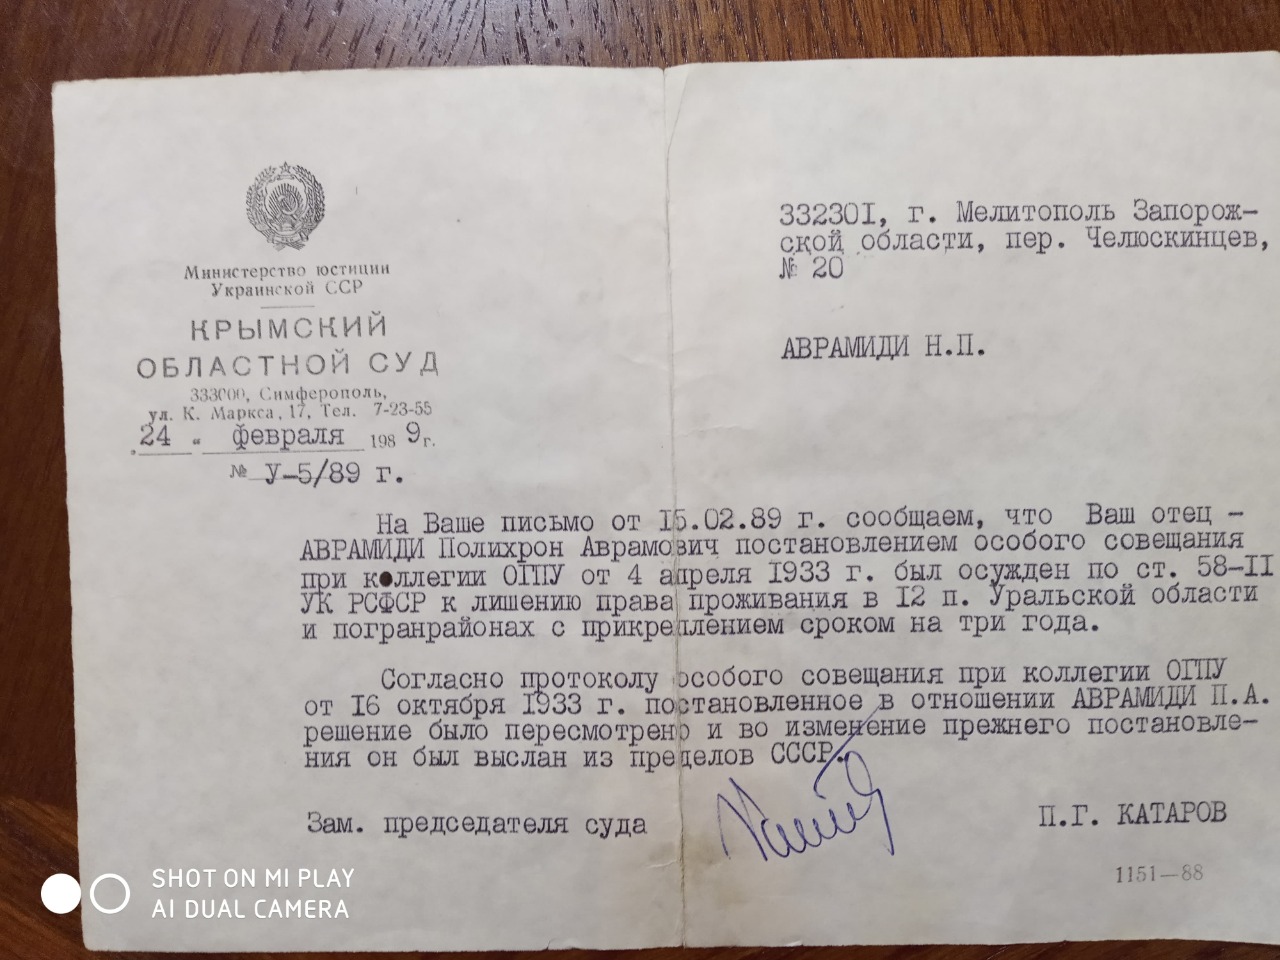 Министерство юстиции
Украинской ССР
КРЫМСКИЙ
ОБЛАСТНОЙ СУД
333000, Симферополь,
ул. К. Маркса, 17, Тел. 7-23-55
„24“ февраля 1989 г.
№ У-5/89 г.
332301, г. Мелитополь Запорож-
ской области, пер. Челюскинцев,
№ 20
АВРАМИДИ Н.П.
На Ваше письмо от 15.02.89 г. сообщаем, что Ваш отец -
АВРАМИДИ Полихрон Аврамович постановлением особого совещания
при коллегии ОГПУ от 4 апреля 1933 г. был осужден по ст. 58-II
УК РСФСР к лишению права проживания в 12 п. Уральской области
и погранрайонах с прикреплением сроком на три года.
Согласно протоколу особого совещания при коллегии ОГПУ
от 16 октября 1933 г. постановленное в отношении АВРАМИДИ П.А.
решение было пересмотрено и во изменение прежнего постановле-
ния он был выслан из пределов СССР.
Зам. председателя суда П.Г. КАТАРОВ
1151—88
SHOT ON MI PLAY
AI DUAL CAMERA